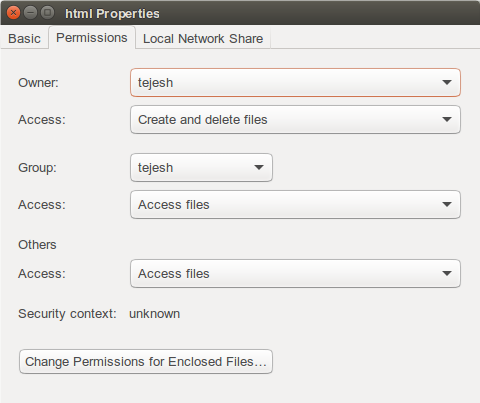 html Properties
Basic Permissions Local Network Share
Owner: tejesh
Access: Create and delete files
Group: tejesh
Access: Access files
Others
Access: Access files
Security context: unknown
Change Permissions for Enclosed Files...